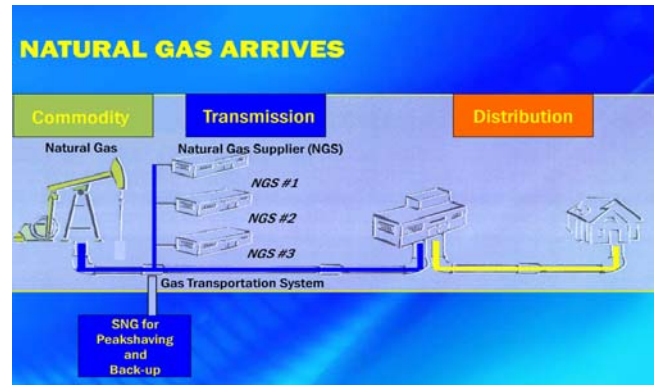 NATURAL GAS ARRIVES
Commodity
Transmission
Distribution
Natural Gas
Natural Gas Supplier (NGS)
NGS #1
NGS #2
NGS #3
Gas Transportation System
SNG for
Peakshaving
and
Back-up